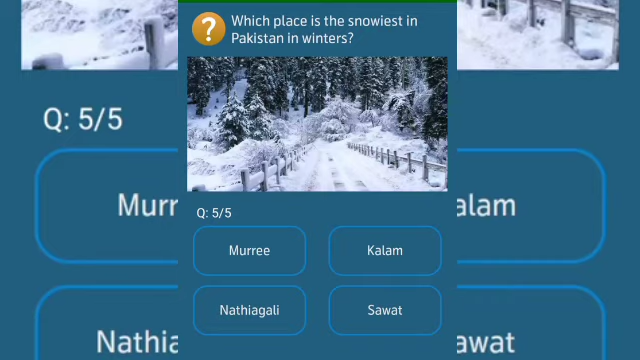 ?
Which place is the snowiest in
Pakistan in winters?
Q: 5/5
Q: 5/5
Murree
Kalam
Nathiagali
Sawat
Murr
alam
Nathia
awat